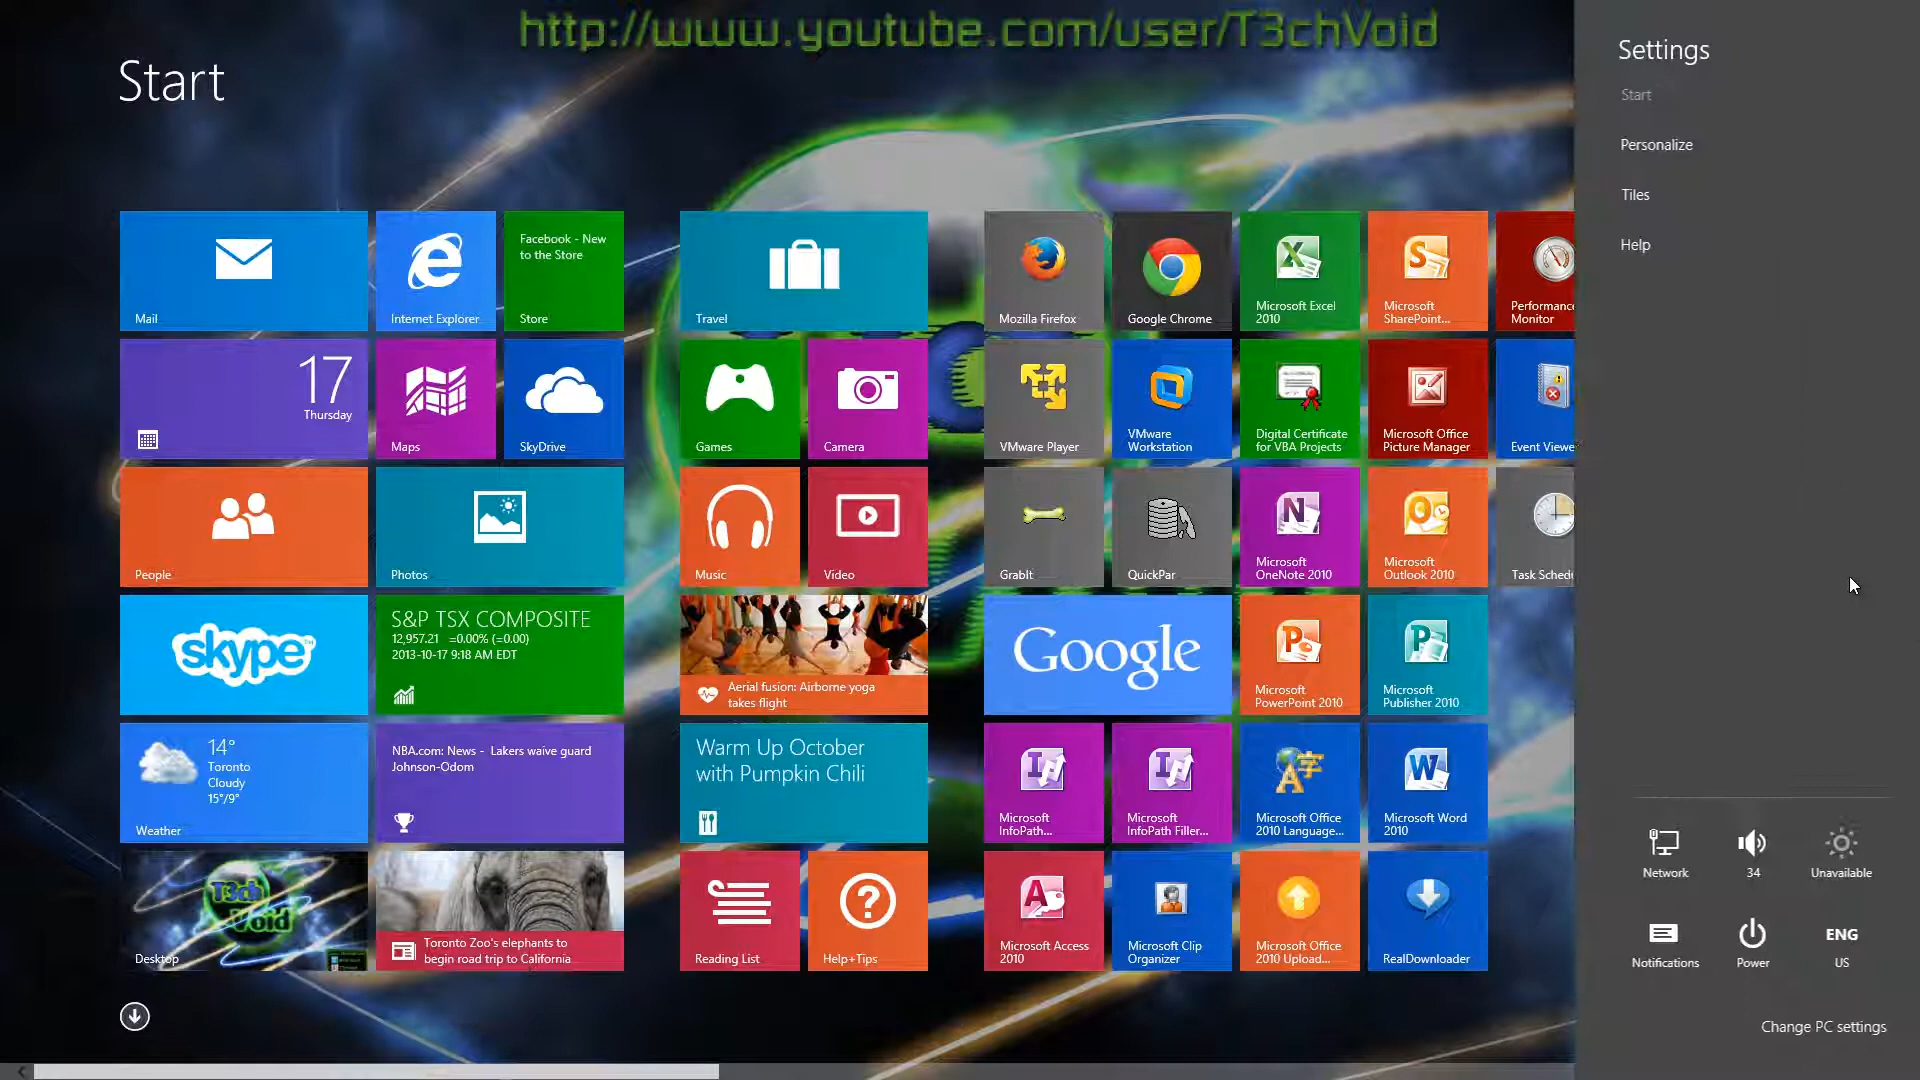 http://www.youtube.com/user/T3chVoid
Start
Mail
Internet Explorer
Facebook - New
to the Store
Store
17
Thursday
Maps
SkyDrive
People
Photos
skype™
S&P TSX COMPOSITE
12,957.21 =0.00% (=0.00)
2013-10-17 9:18 AM EDT
14°
Toronto
Cloudy
15°/9°
Weather
NBA.com: News - Lakers waive guard
Johnson-Odom
T3ch
Void
Desktop
Toronto Zoo's elephants to
begin road trip to California
Travel
Games
Camera
Music
Video
Aerial fusion: Airborne yoga
takes flight
Warm Up October
with Pumpkin Chili
Reading List
Help+Tips
Mozilla Firefox
Google Chrome
Microsoft Excel
2010
Microsoft
SharePoint...
Performance
Monitor
VMware Player
VMware
Workstation
Digital Certificate
for VBA Projects
Microsoft Office
Picture Manager
Event Viewe
GrabIt
QuickPar
Microsoft
OneNote 2010
Microsoft
Outlook 2010
Task Schedu
Google
Microsoft
PowerPoint 2010
Microsoft
Publisher 2010
Microsoft
InfoPath...
Microsoft
InfoPath Filler...
Microsoft Office
2010 Language...
Microsoft Word
2010
Microsoft Access
2010
Microsoft Clip
Organizer
Microsoft Office
2010 Upload...
RealDownloader
Settings
Start
Personalize
Tiles
Help
Network
34
Unavailable
Notifications
Power
ENG
US
Change PC settings